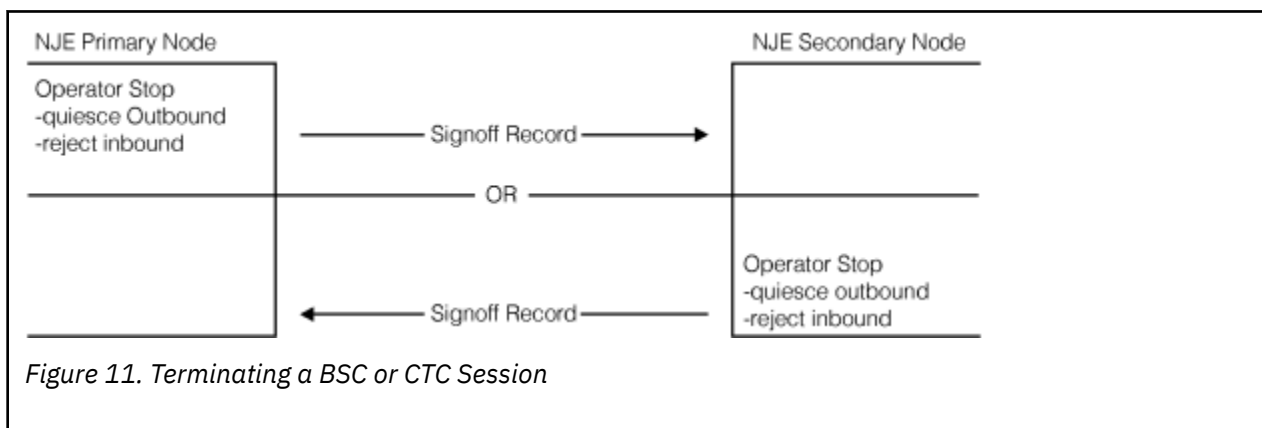 NJE Primary Node
NJE Secondary Node
Operator Stop
-quiesce Outbound
-reject inbound
Signoff Record
OR
Operator Stop
-quiesce outbound
-reject inbound
Signoff Record
Figure 11. Terminating a BSC or CTC Session